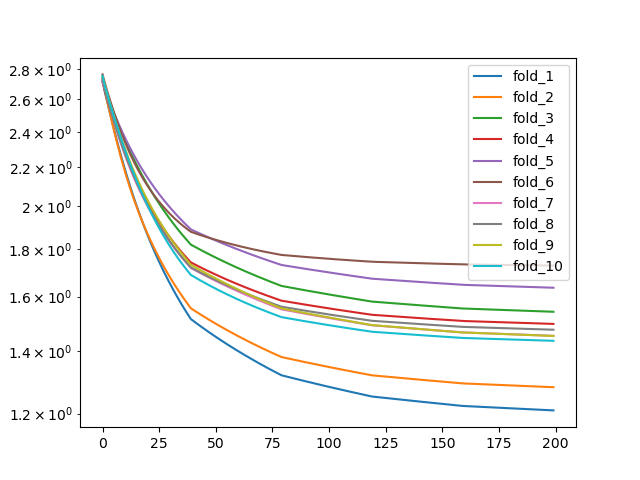 2.8 × 10⁰
2.6 × 10⁰
2.4 × 10⁰
2.2 × 10⁰
2 × 10⁰
1.8 × 10⁰
1.6 × 10⁰
1.4 × 10⁰
1.2 × 10⁰
fold_1
fold_2
fold_3
fold_4
fold_5
fold_6
fold_7
fold_8
fold_9
fold_10
0 25 50 75 100 125 150 175 200